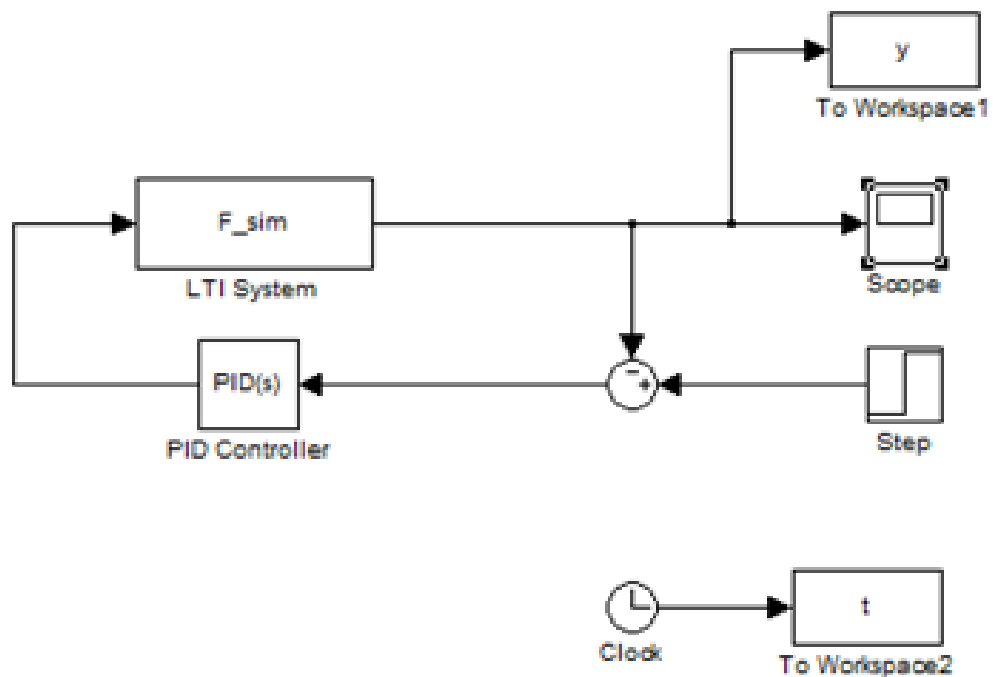 y
To Workspace1
F_sim
LTI System
Scope
PID(s)
PID Controller
Step
Clock
t
To Workspace2